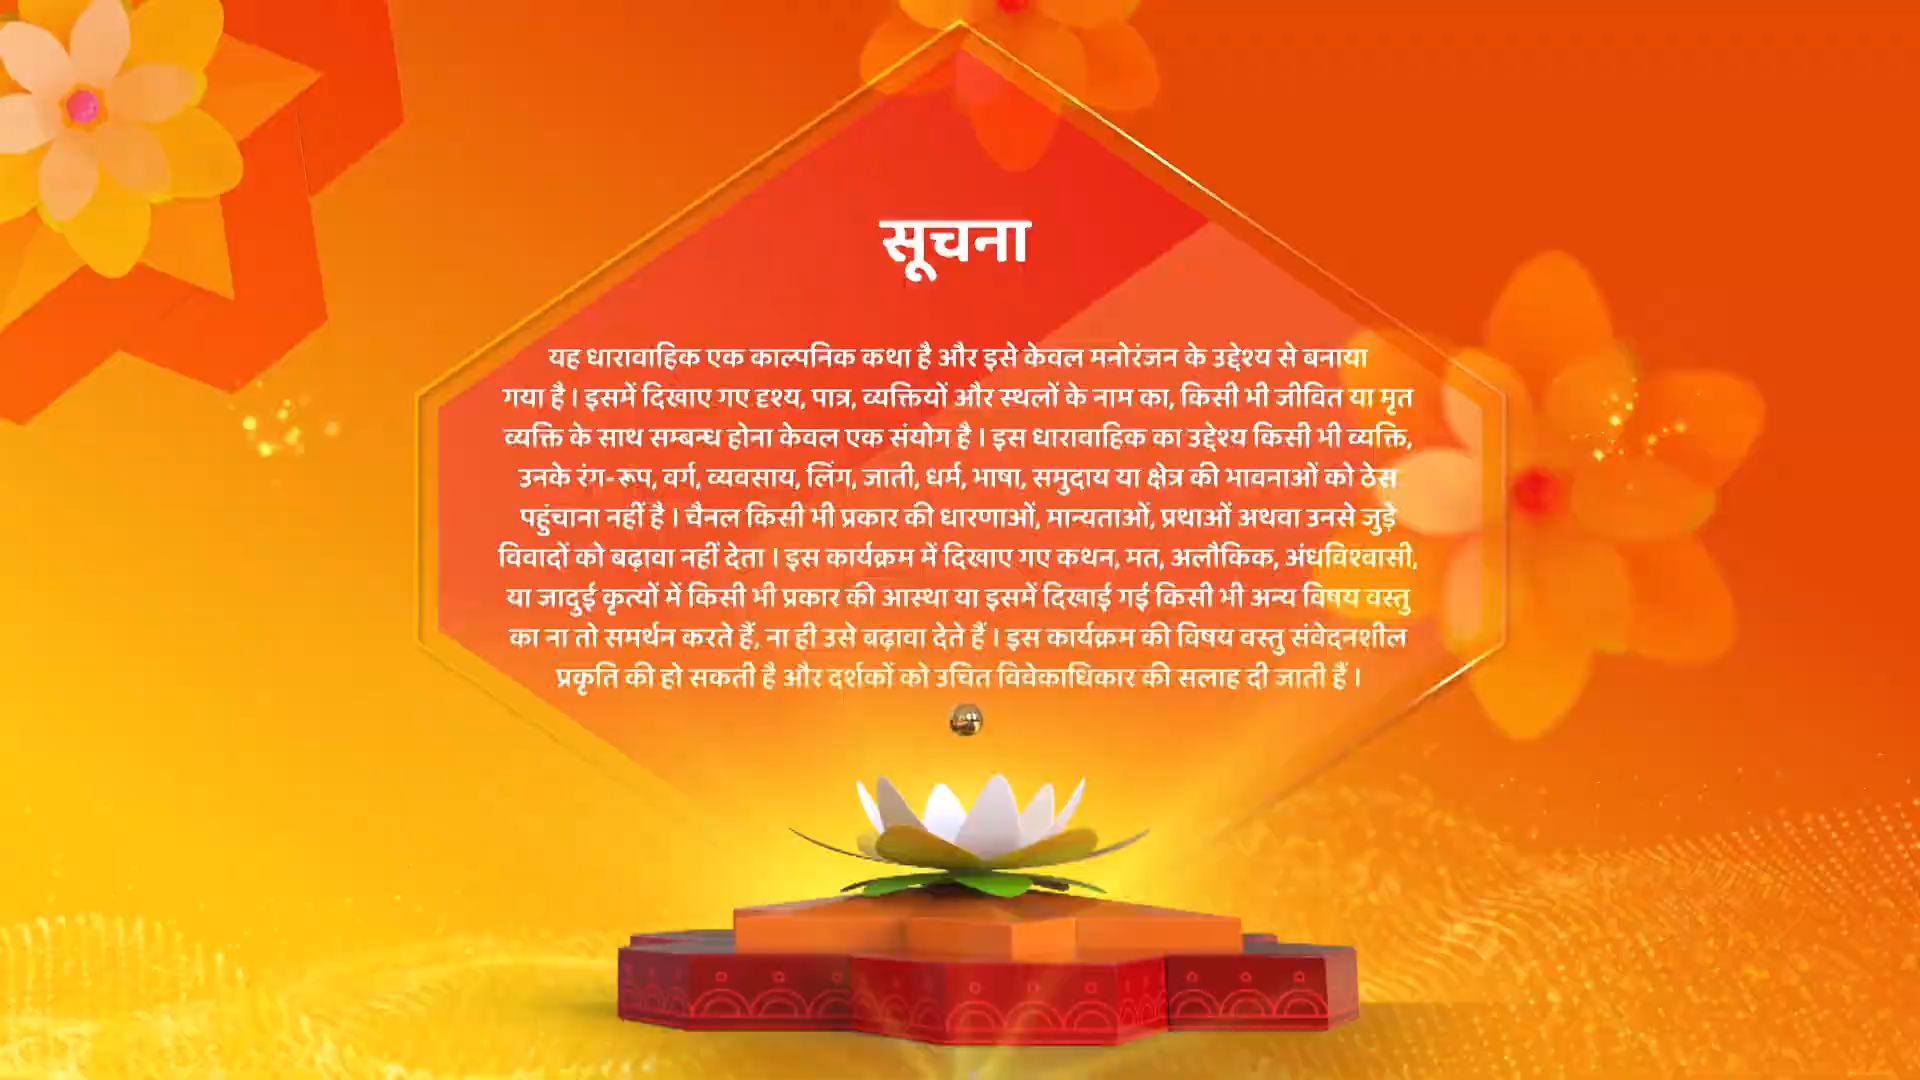 सूचना
यह धारावाहिक एक काल्पनिक कथा है और इसे केवल मनोरंजन के उद्देश्य से बनाया
गया है । इसमें दिखाए गए दृश्य, पात्र, व्यक्तियों और स्थलों के नाम का, किसी भी जीवित या मृत
व्यक्ति के साथ सम्बन्ध होना केवल एक संयोग है । इस धारावाहिक का उद्देश्य किसी भी व्यक्ति,
उनके रंग-रूप, वर्ग, व्यवसाय, लिंग, जाती, धर्म, भाषा, समुदाय या क्षेत्र की भावनाओं को ठेस
पहुंचाना नहीं है । चैनल किसी भी प्रकार की धारणाओं, मान्यताओं, प्रथाओं अथवा उनसे जुड़े
विवादों को बढ़ावा नहीं देता । इस कार्यक्रम में दिखाए गए कथन, मत, अलौकिक, अंधविश्वासी,
या जादुई कृत्यों में किसी भी प्रकार की आस्था या इसमें दिखाई गई किसी भी अन्य विषय वस्तु
का ना तो समर्थन करते हैं, ना ही उसे बढ़ावा देते हैं । इस कार्यक्रम की विषय वस्तु संवेदनशील
प्रकृति की हो सकती है और दर्शकों को उचित विवेकाधिकार की सलाह दी जाती हैं ।